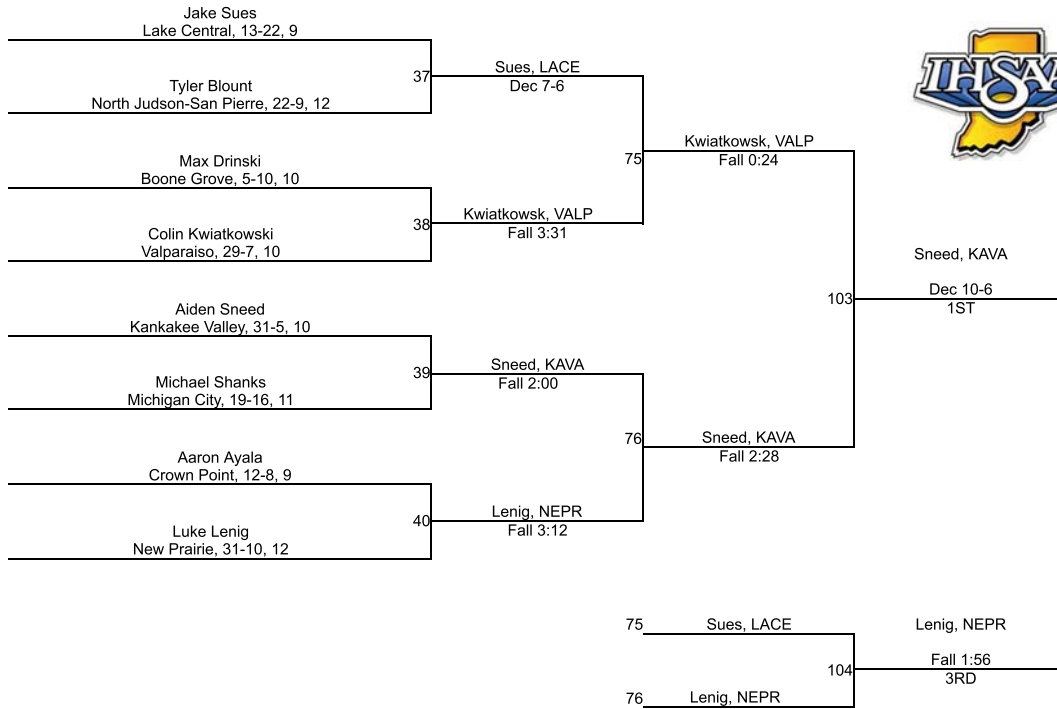 Jake Sues
Lake Central, 13-22, 9
37
Sues, LACE
Dec 7-6
Tyler Blount
North Judson-San Pierre, 22-9, 12
IHSAA
75
Kwiatkowsk, VALP
Fall 0:24
Max Drinski
Boone Grove, 5-10, 10
38
Kwiatkowsk, VALP
Fall 3:31
Colin Kwiatkowski
Valparaiso, 29-7, 10
103
Sneed, KAVA
Dec 10-6
1ST
Aiden Sneed
Kankakee Valley, 31-5, 10
39
Sneed, KAVA
Fall 2:00
Michael Shanks
Michigan City, 19-16, 11
76
Sneed, KAVA
Fall 2:28
Aaron Ayala
Crown Point, 12-8, 9
40
Lenig, NEPR
Fall 3:12
Luke Lenig
New Prairie, 31-10, 12
75
Sues, LACE
104
Lenig, NEPR
Fall 1:56
3RD
76
Lenig, NEPR